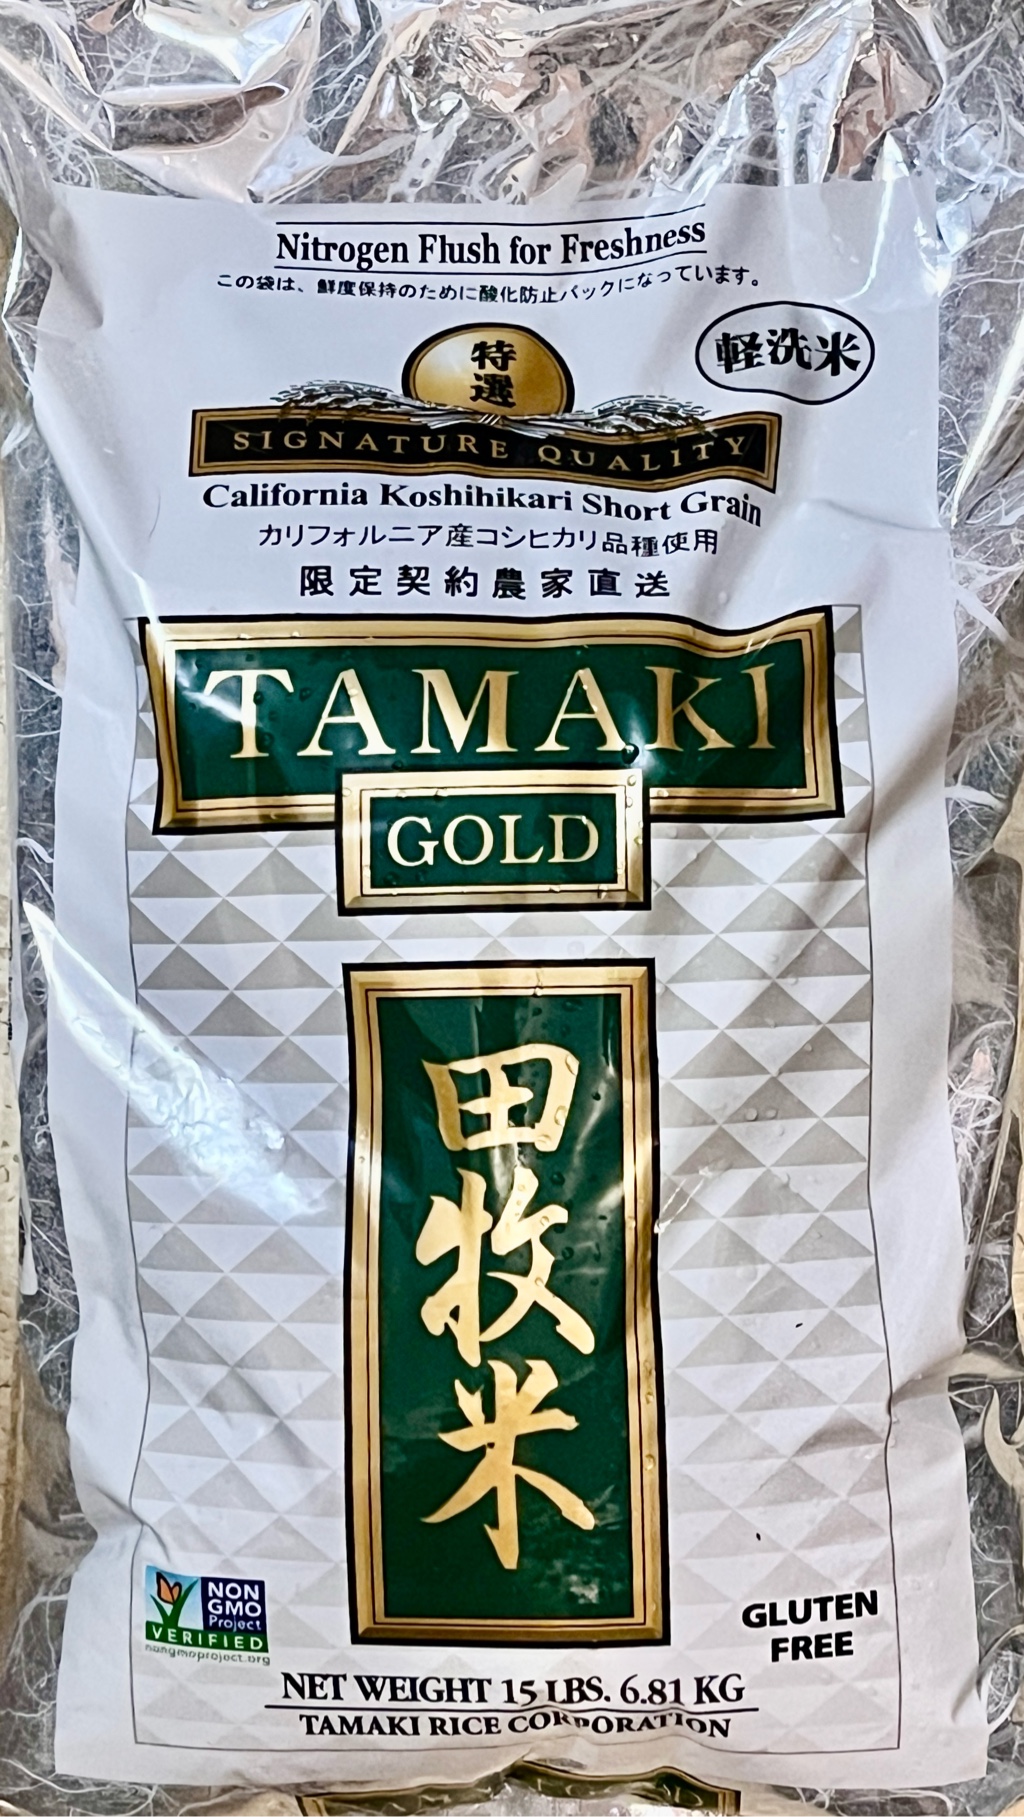 Nitrogen Flush for Freshness
この袋は、鮮度保持のために酸化防止パックになっています。
特
選
軽洗米
SIGNATURE QUALITY
California Koshihikari Short Grain
カリフォルニア産コシヒカリ品種使用
限定契約農家直送
TAMAKI
GOLD
田
牧
米
NON
GMO
Project
VERIFIED
nongmoproject.org
GLUTEN
FREE
NET WEIGHT 15 LBS. 6.81 KG
TAMAKI RICE CORPORATION